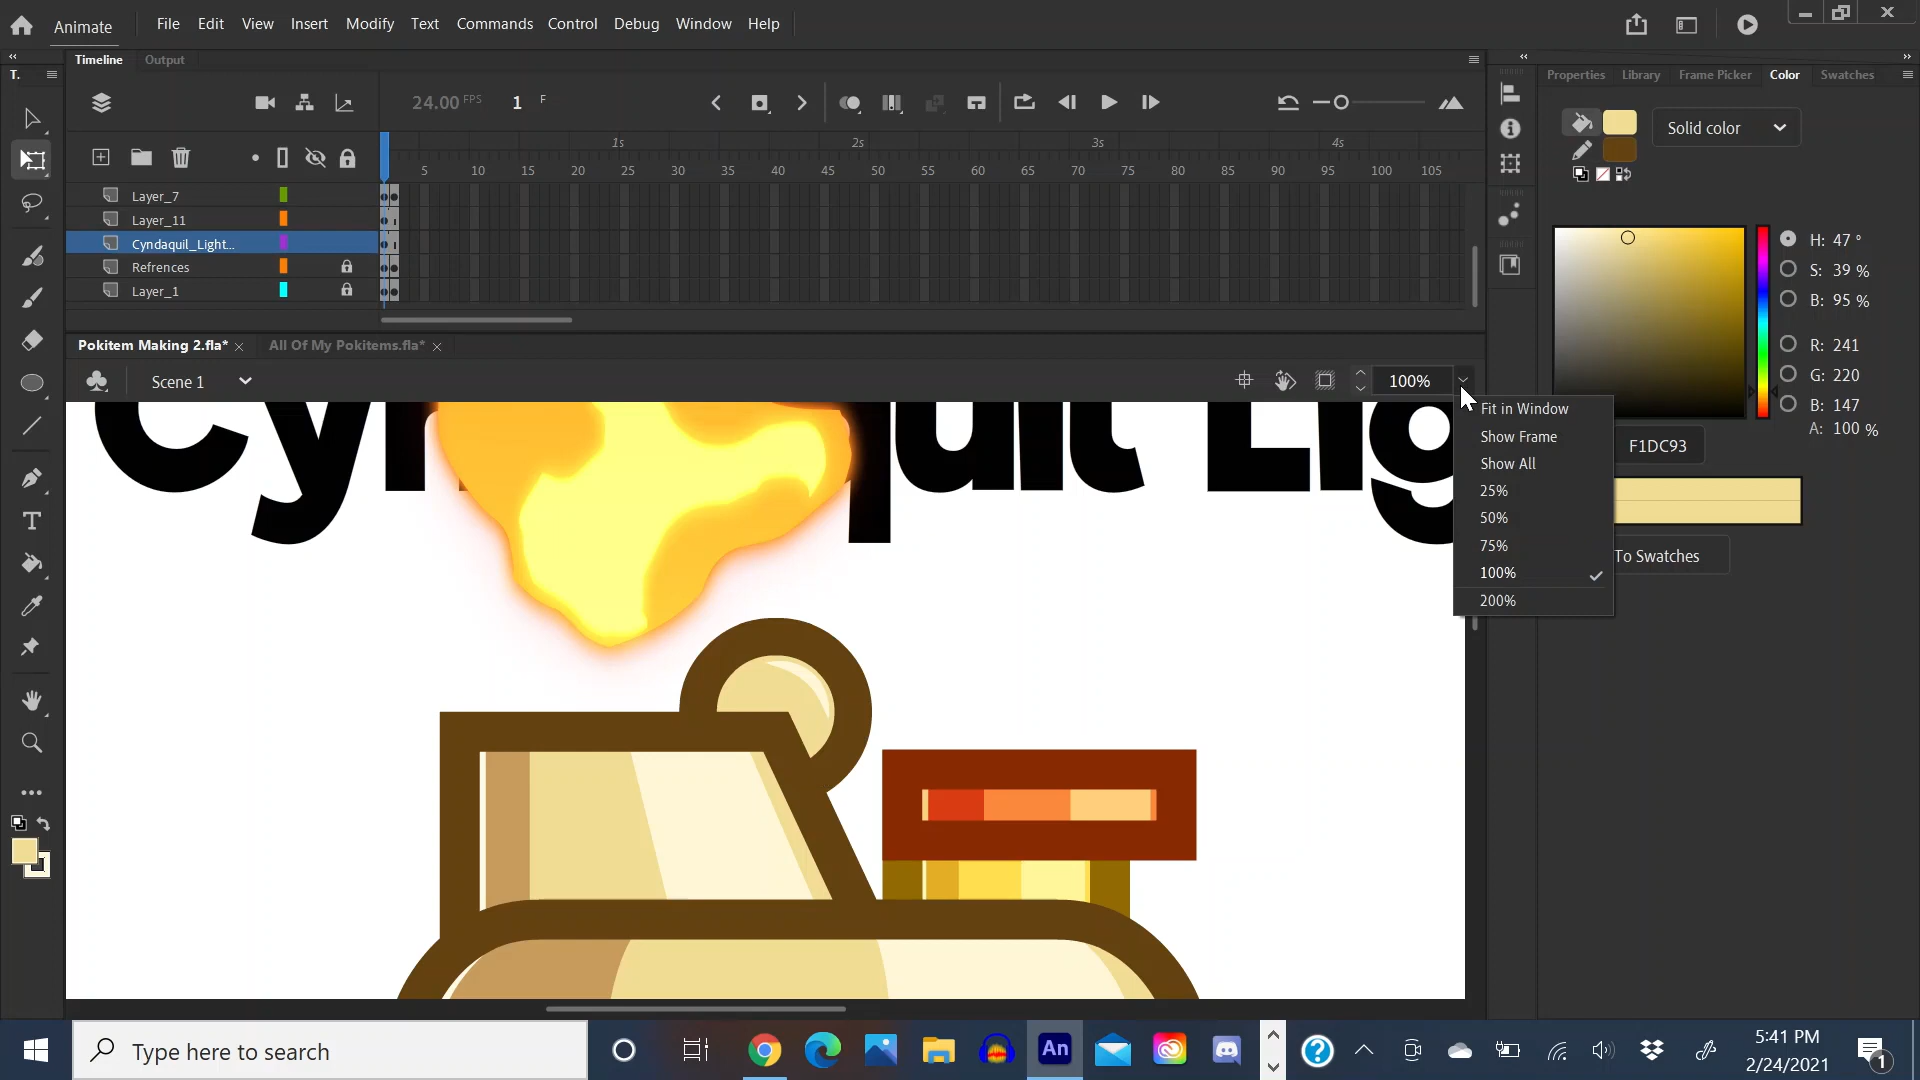 Animate File Edit View Insert Modify Text Commands Control Debug Window Help
Timeline Output
T.
Properties Library Frame Picker Color Swatches
24.00 FPS 1 F
Solid color
1s 2s 3s 4s
5 10 15 20 25 30 35 40 45 50 55 60 65 70 75 80 85 90 95 100 105
Layer_7
Layer_11
Cyndaquil_Light...
Refrences
Layer_1
H: 47 °
S: 39 %
B: 95 %
R: 241
G: 220
B: 147
A: 100 %
F1DC93
To Swatches
Pokitem Making 2.fla* All Of My Pokitems.fla*
Scene 1
100%
Fit in Window
Show Frame
Show All
25%
50%
75%
100%
200%
Cyn quil Lig
Type here to search
An
5:41 PM
2/24/2021
1